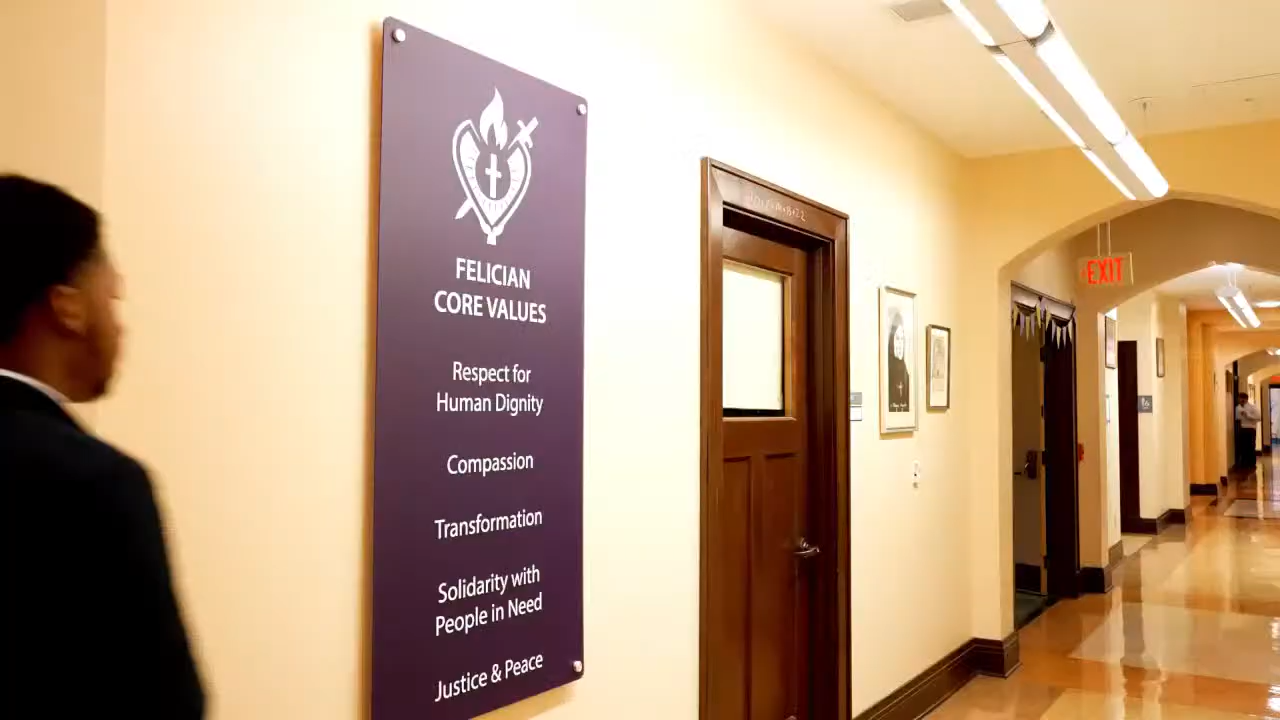 FELICIAN
CORE VALUES
Respect for
Human Dignity
Compassion
Transformation
Solidarity with
People in Need
Justice & Peace
EXIT